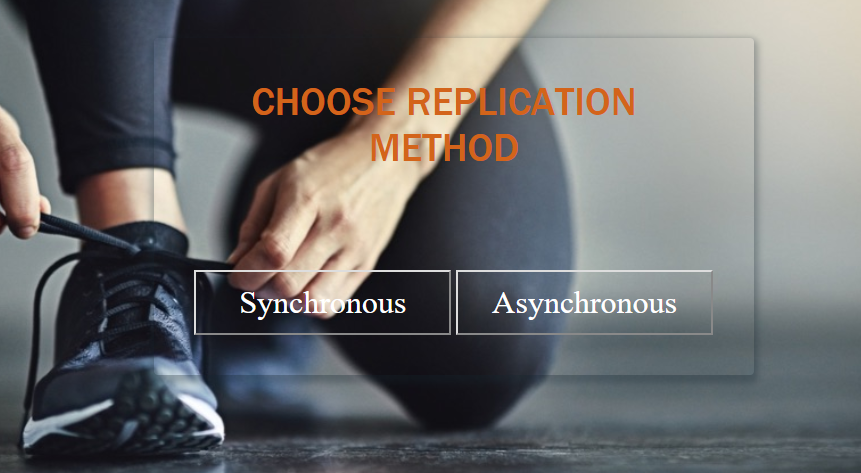 CHOOSE REPLICATION
METHOD
Synchronous Asynchronous